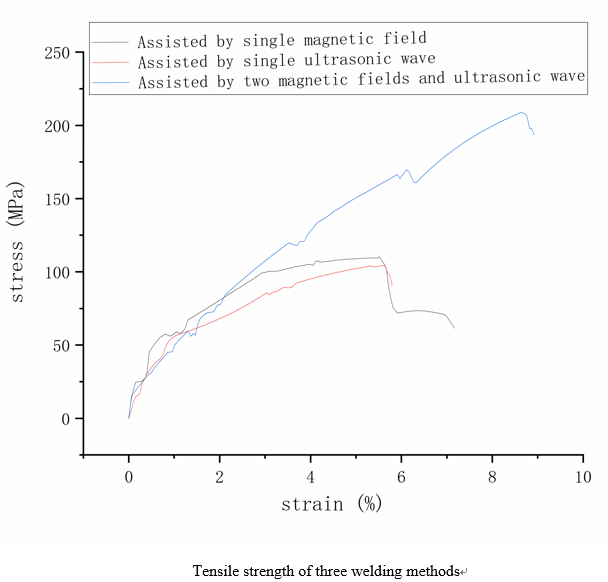 Assisted by single magnetic field
Assisted by single ultrasonic wave
Assisted by two magnetic fields and ultrasonic wave
250
200
150
100
50
0
stress (MPa)
0 2 4 6 8 10
strain (%)
Tensile strength of three welding methods↵